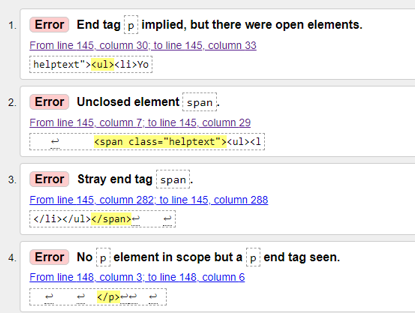 1. Error End tag p implied, but there were open elements.
From line 145, column 30; to line 145, column 33
helptext"><ul><li>Yo
2. Error Unclosed element span.
From line 145, column 7; to line 145, column 29
↩ <span class="helptext"><ul><l
3. Error Stray end tag span.
From line 145, column 282; to line 145, column 288
</li></ul></span>↩ ↩
4. Error No p element in scope but a p end tag seen.
From line 148, column 3; to line 148, column 6
↩ ↩ </p>↩↩ ↩